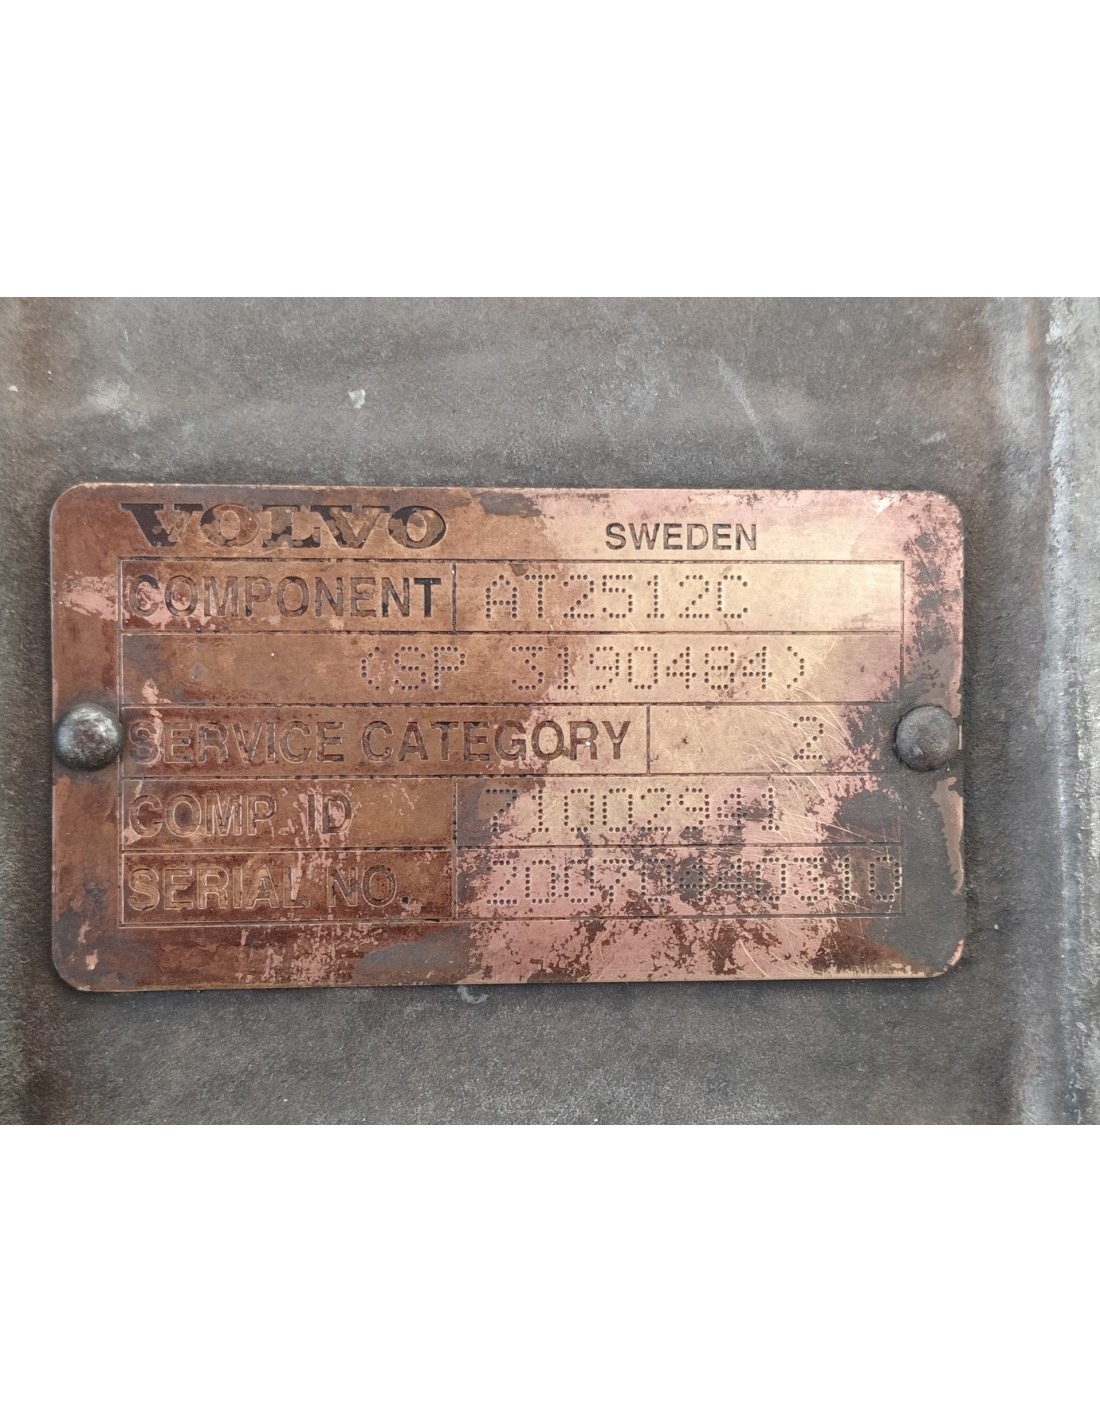 VOLVO SWEDEN
COMPONENT AT2512C
(SP 3190484)
SERVICE CATEGORY 2
COMP. ID
SERIAL NO.